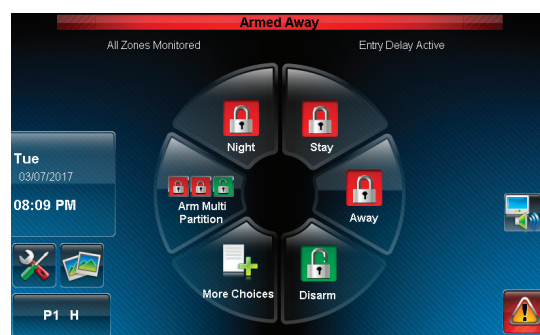 Armed Away
All Zones Monitored
Entry Delay Active
Night
Stay
Tue
03/07/2017
08:09 PM
Arm Multi
Partition
Away
More Choices
Disarm
P1 H